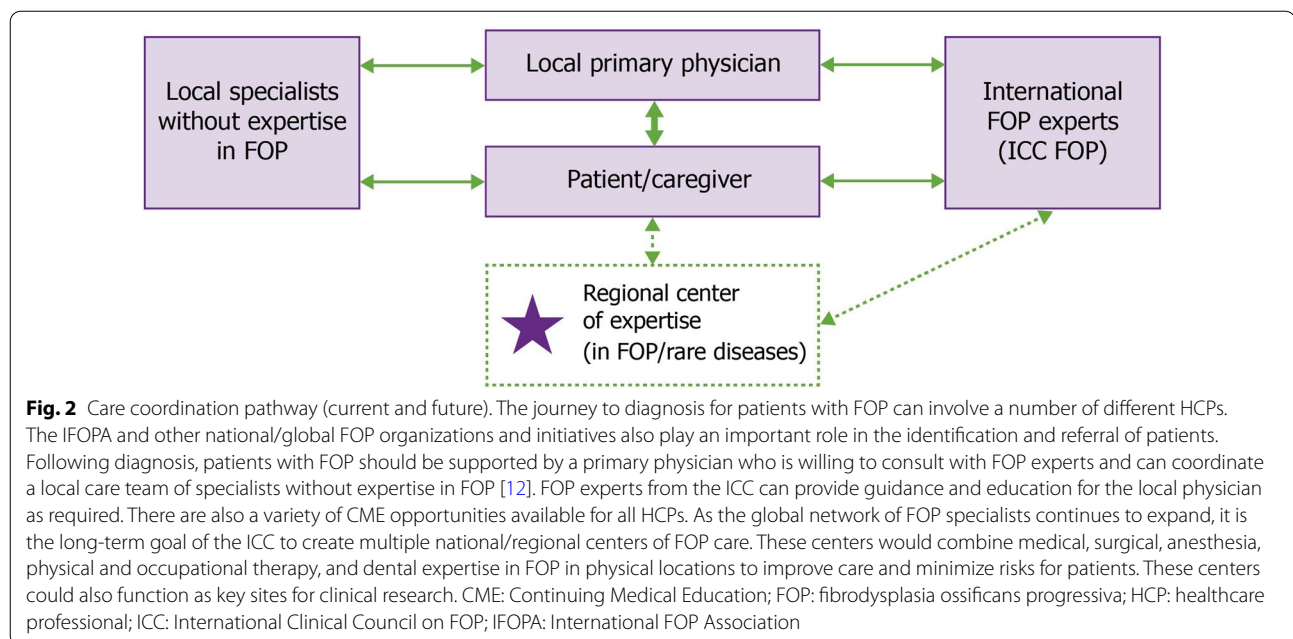 Local primary physician
Local specialists
without expertise
in FOP
International
FOP experts
(ICC FOP)
Patient/caregiver
Regional center
of expertise
(in FOP/rare diseases)
Fig. 2 Care coordination pathway (current and future). The journey to diagnosis for patients with FOP can involve a number of different HCPs.
The IFOPA and other national/global FOP organizations and initiatives also play an important role in the identification and referral of patients.
Following diagnosis, patients with FOP should be supported by a primary physician who is willing to consult with FOP experts and can coordinate
a local care team of specialists without expertise in FOP [12]. FOP experts from the ICC can provide guidance and education for the local physician
as required. There are also a variety of CME opportunities available for all HCPs. As the global network of FOP specialists continues to expand, it is
the long-term goal of the ICC to create multiple national/regional centers of FOP care. These centers would combine medical, surgical, anesthesia,
physical and occupational therapy, and dental expertise in FOP in physical locations to improve care and minimize risks for patients. These centers
could also function as key sites for clinical research. CME: Continuing Medical Education; FOP: fibrodysplasia ossificans progressiva; HCP: healthcare
professional; ICC: International Clinical Council on FOP; IFOPA: International FOP Association